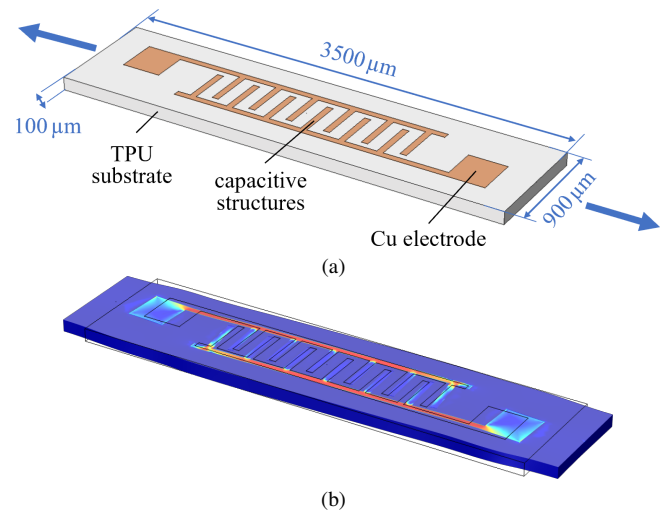 3500 µm
100 µm
TPU
substrate
capacitive
structures
Cu electrode
900 µm
(a)
(b)